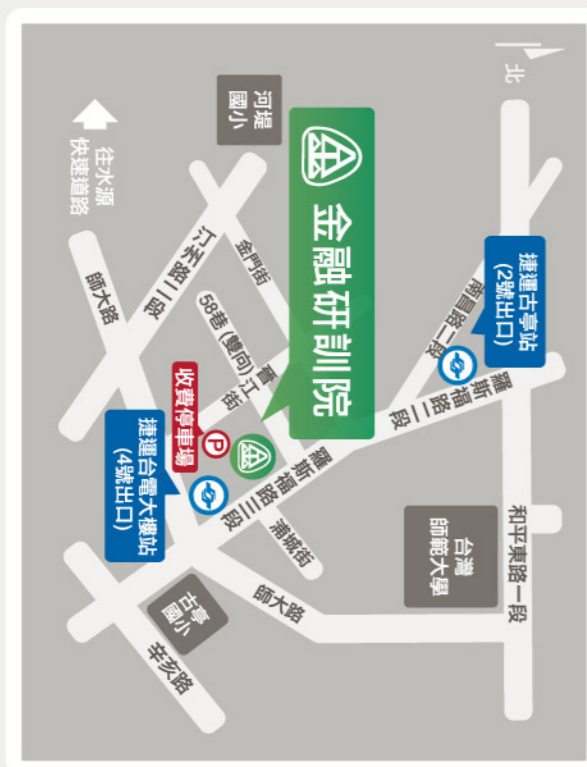 北
河堤
國小
往水源
快速道路
金融研訓院
捷運古亭站
(2號出口)
南昌路二段
羅斯福路二段
和平東路一段
台灣
師範大學
金門街
汀州路二段
師大路
58巷(雙向)
晉江街
收費停車場
P
捷運台電大樓站
(4號出口)
羅斯福路三段
浦城街
師大路
古亭
國小
辛亥路